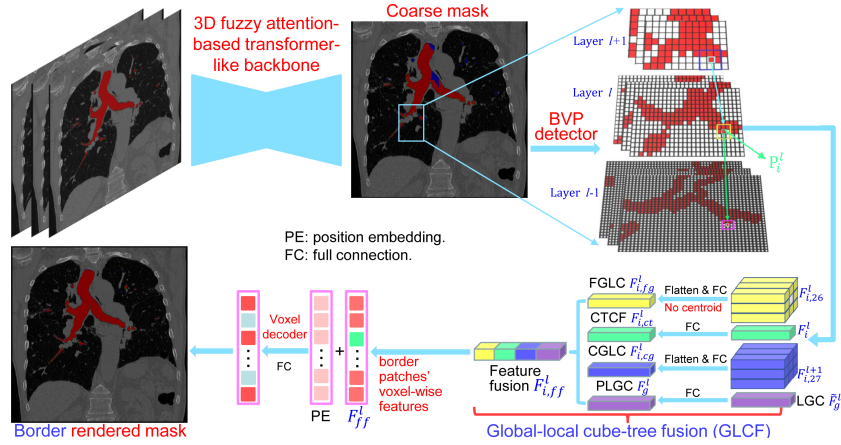 3D fuzzy attention-
based transformer-
like backbone
Coarse mask
Layer l+1
Layer l
Layer l-1
BVP
detector
p_i^l
PE: position embedding.
FC: full connection.
FGLC F_{i,fg}^l
Flatten & FC
No centroid
F_{i,26}^l
CTCF F_{i,ct}^l
FC
F_i^l
CGLC F_{i,cg}^l
Flatten & FC
F_{i,27}^{l+1}
PLGC F_g^l
FC
LGC F̃_g^l
Feature
fusion F_{i,ff}^l
Global-local cube-tree fusion (GLCF)
border
patches'
voxel-wise
features
+
PE
F_{ff}^l
Voxel
decoder
FC
Border rendered mask